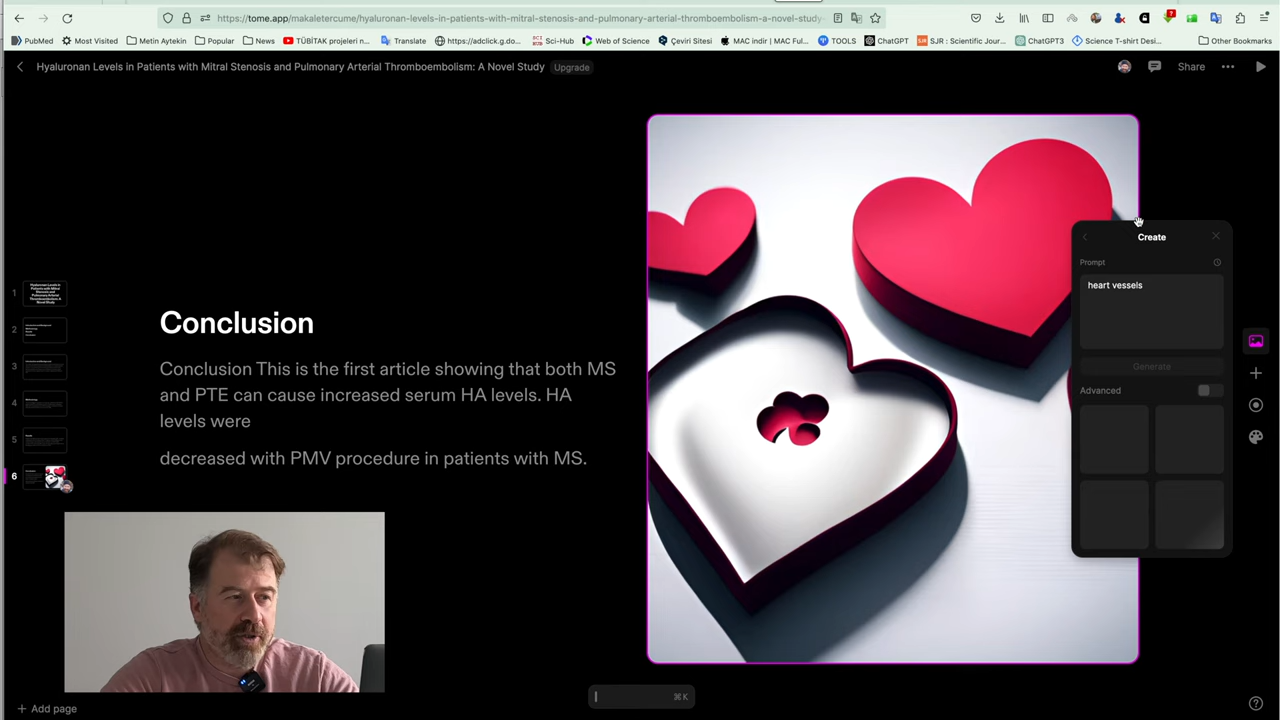 https://tome.app/makaletercume/hyaluronan-levels-in-patients-with-mitral-stenosis-and-pulmonary-arterial-thromboembolism-a-novel-study-
PubMed Most Visited Metin Aytekin Popular News TÜBİTAK projeleri n... Translate https://adclick.g.do... Sci-Hub Web of Science Çeviri Sitesi MAC indir | MAC Ful... TOOLS ChatGPT SJR : Scientific Jour... ChatGPT3 Science T-shirt Desi... Other Bookmarks
Hyaluronan Levels in Patients with Mitral Stenosis and Pulmonary Arterial Thromboembolism: A Novel Study Upgrade Share
Create
Prompt
heart vessels
Generate
Advanced
1
2
3
4
5
6
Conclusion
Conclusion This is the first article showing that both MS
and PTE can cause increased serum HA levels. HA
levels were
decreased with PMV procedure in patients with MS.
⌘K
Add page